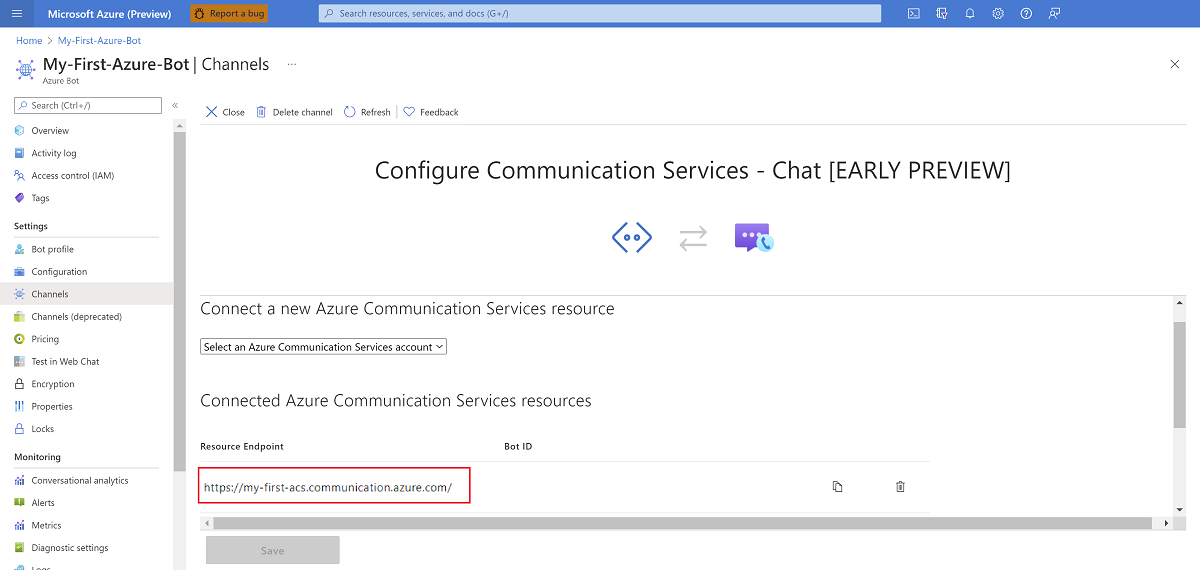 Microsoft Azure (Preview)
Report a bug
Search resources, services, and docs (G+/)
Home > My-First-Azure-Bot
My-First-Azure-Bot | Channels ...
Azure Bot
Search (Ctrl+/)
«
Overview
Activity log
Access control (IAM)
Tags
Settings
Bot profile
Configuration
Channels
Channels (deprecated)
Pricing
Test in Web Chat
Encryption
Properties
Locks
Monitoring
Conversational analytics
Alerts
Metrics
Diagnostic settings
Logs
Close
Delete channel
Refresh
Feedback
Configure Communication Services - Chat [EARLY PREVIEW]
Connect a new Azure Communication Services resource
Select an Azure Communication Services account
Connected Azure Communication Services resources
Resource Endpoint
Bot ID
https://my-first-acs.communication.azure.com/
Save